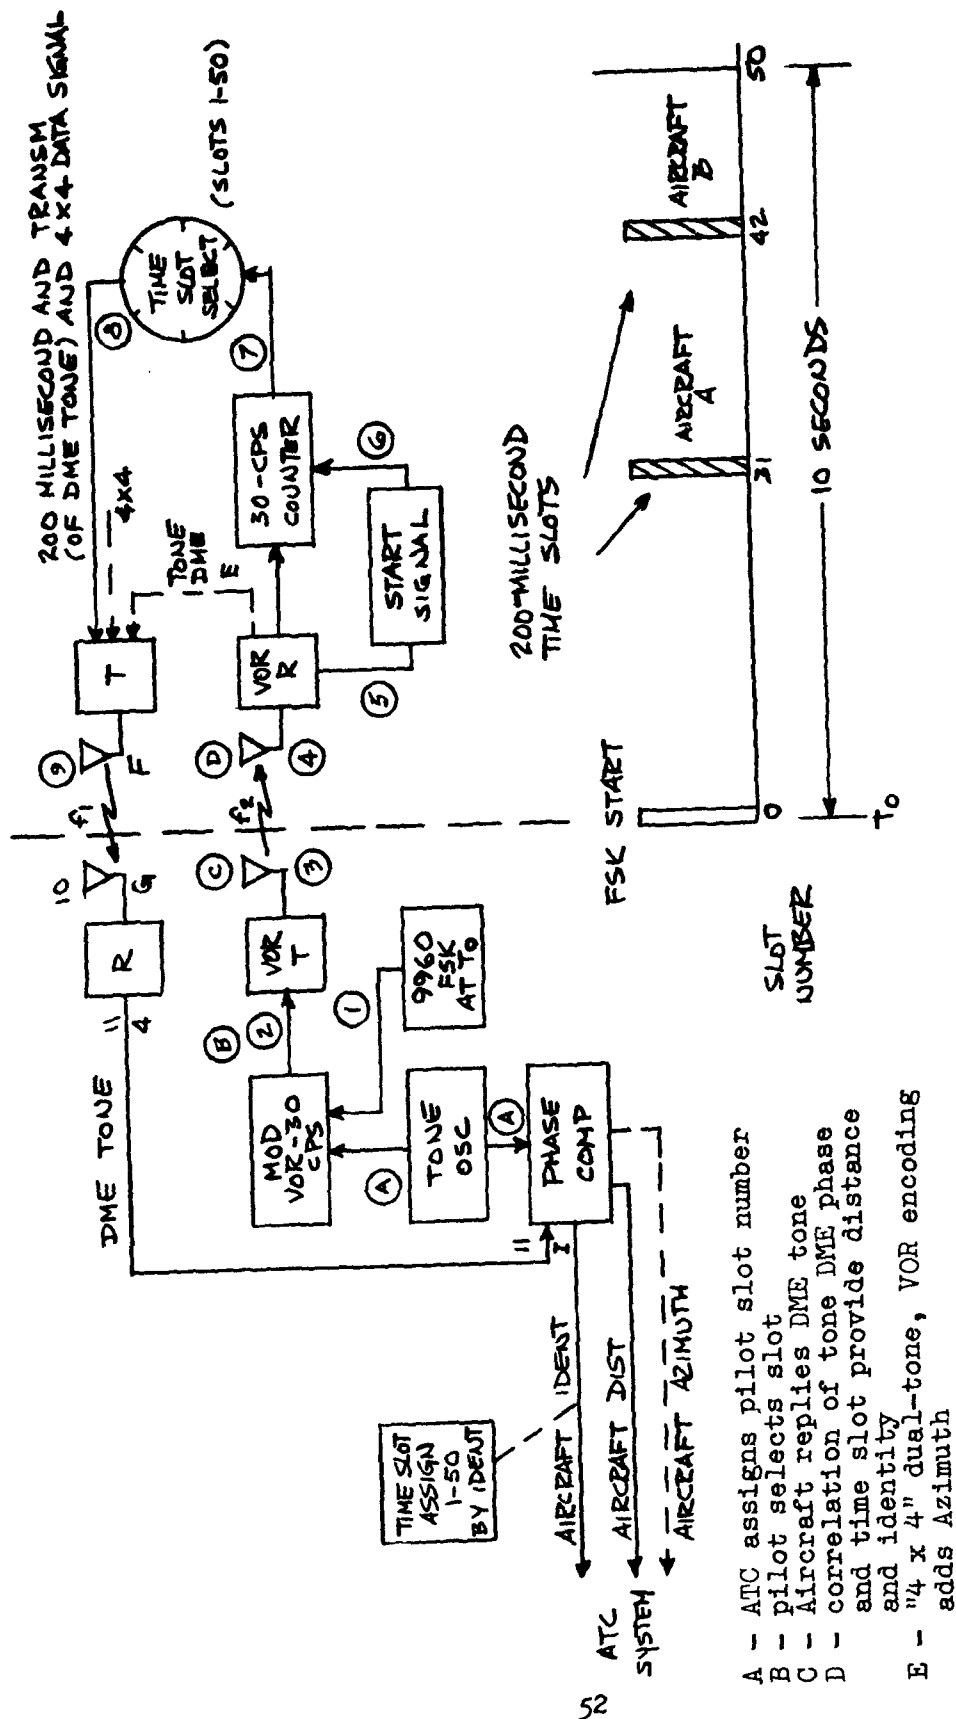 200 MILLISECOND AND TRANSM
(OF DME TONE) AND 4X4 DATA SIGNAL
DME TONE
11
4
R
10
G
f1
9
F
T
4X4
TONE
DME
E
8
TIME
SLOT
SELECT
(SLOTS 1-50)
7
30-CPS
COUNTER
6
START
SIGNAL
5
VOR
R
D
4
f2
C
3
VOR
T
B
2
1
MOD
VOR-30
CPS
9960
FSK
AT T0
A
TONE
OSC
A
PHASE
COMP
11
I
TIME SLOT
ASSIGN
1-50
BY IDENT
AIRCRAFT IDENT
AIRCRAFT DIST
AIRCRAFT AZIMUTH
ATC
SYSTEM
200-MILLISECOND
TIME SLOTS
FSK START
AIRCRAFT
A
AIRCRAFT
B
SLOT
NUMBER
0
31
42
50
T0
10 SECONDS
A - ATC assigns pilot slot number
B - pilot selects slot
C - Aircraft replies DME tone
D - correlation of tone DME phase
and time slot provide distance
and identity
E - "4 x 4" dual-tone, VOR encoding
adds Azimuth
52